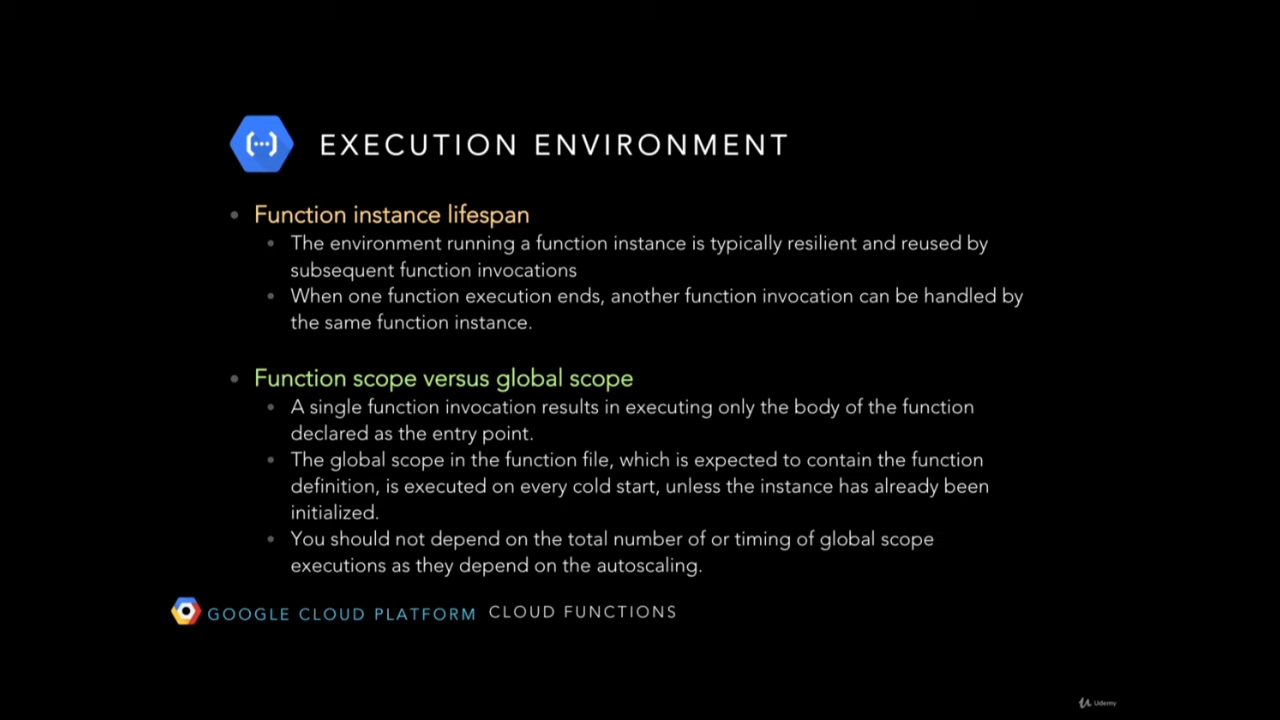 EXECUTION ENVIRONMENT
Function instance lifespan
The environment running a function instance is typically resilient and reused by
subsequent function invocations
When one function execution ends, another function invocation can be handled by
the same function instance.
Function scope versus global scope
A single function invocation results in executing only the body of the function
declared as the entry point.
The global scope in the function file, which is expected to contain the function
definition, is executed on every cold start, unless the instance has already been
initialized.
You should not depend on the total number of or timing of global scope
executions as they depend on the autoscaling.
GOOGLE CLOUD PLATFORM CLOUD FUNCTIONS
Udemy